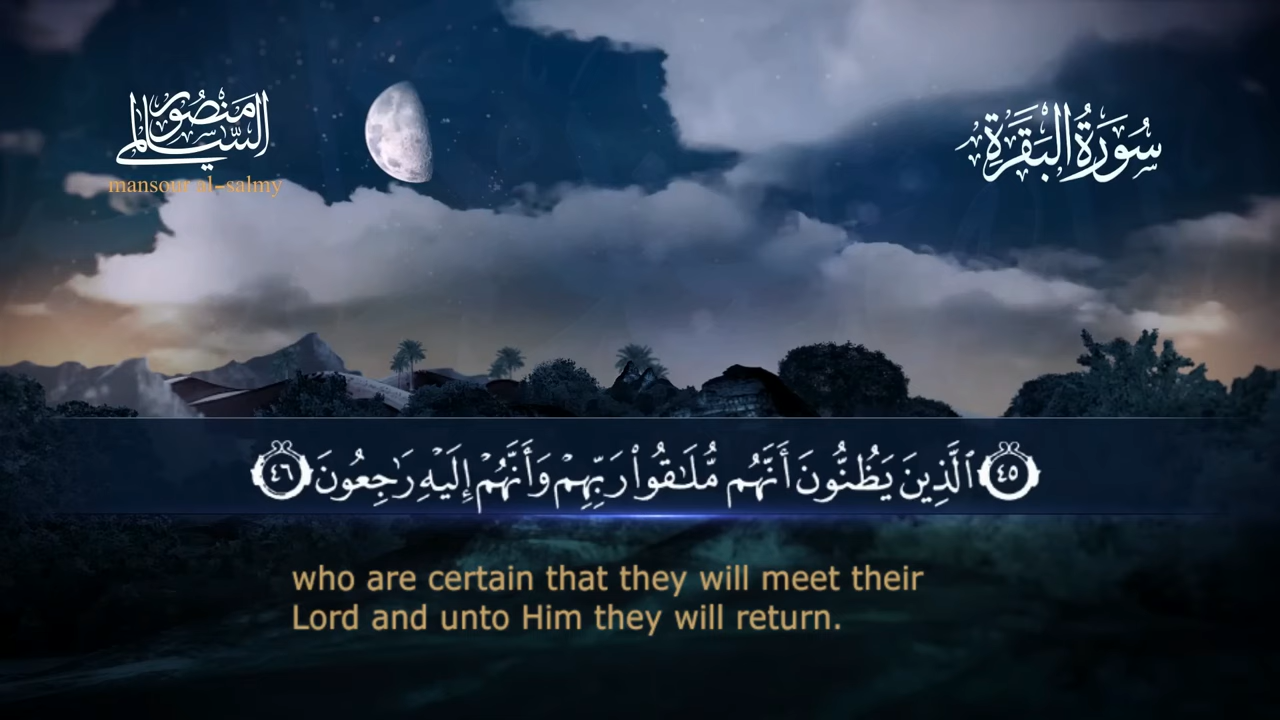 منصور السالمي
mansour al-salmy
سُورَةُ البَقَرَةِ
٤٥ ٱلَّذِينَ يَظُنُّونَ أَنَّهُم مُّلَـٰقُوا۟ رَبِّهِمْ وَأَنَّهُمْ إِلَيْهِ رَٰجِعُونَ ٤٦
who are certain that they will meet their
Lord and unto Him they will return.